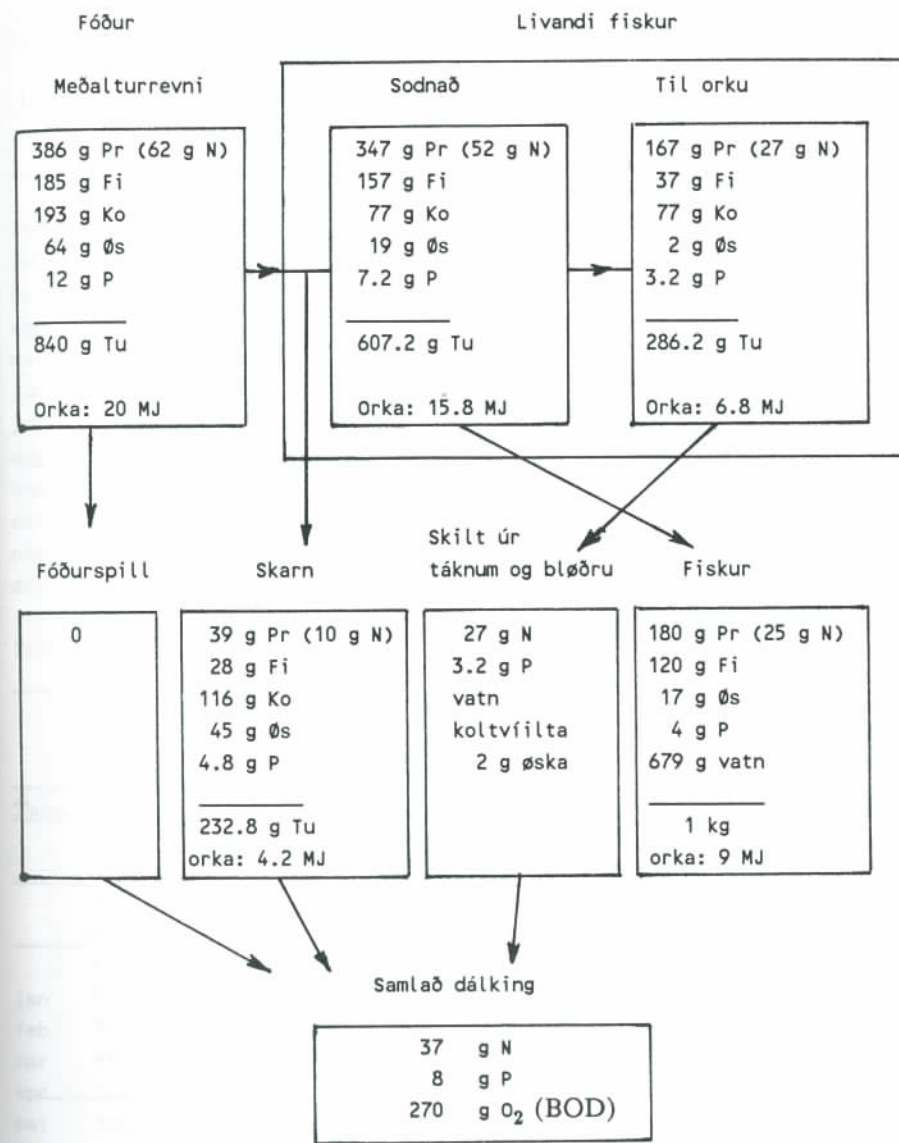 Fóður
Livandi fiskur
Meðalturrevni
386 g Pr (62 g N)
185 g Fi
193 g Ko
64 g Øs
12 g P
840 g Tu
Orka: 20 MJ
Sodnað
347 g Pr (52 g N)
157 g Fi
77 g Ko
19 g Øs
7.2 g P
607.2 g Tu
Orka: 15.8 MJ
Til orku
167 g Pr (27 g N)
37 g Fi
77 g Ko
2 g Øs
3.2 g P
286.2 g Tu
Orka: 6.8 MJ
Fóðurspill
0
Skarn
39 g Pr (10 g N)
28 g Fi
116 g Ko
45 g Øs
4.8 g P
232.8 g Tu
orka: 4.2 MJ
Skilt úr
táknum og bløðru
27 g N
3.2 g P
vatn
koltvíilta
2 g øska
Fiskur
180 g Pr (25 g N)
120 g Fi
17 g Øs
4 g P
679 g vatn
1 kg
orka: 9 MJ
Samlað dálking
37 g N
8 g P
270 g O₂ (BOD)